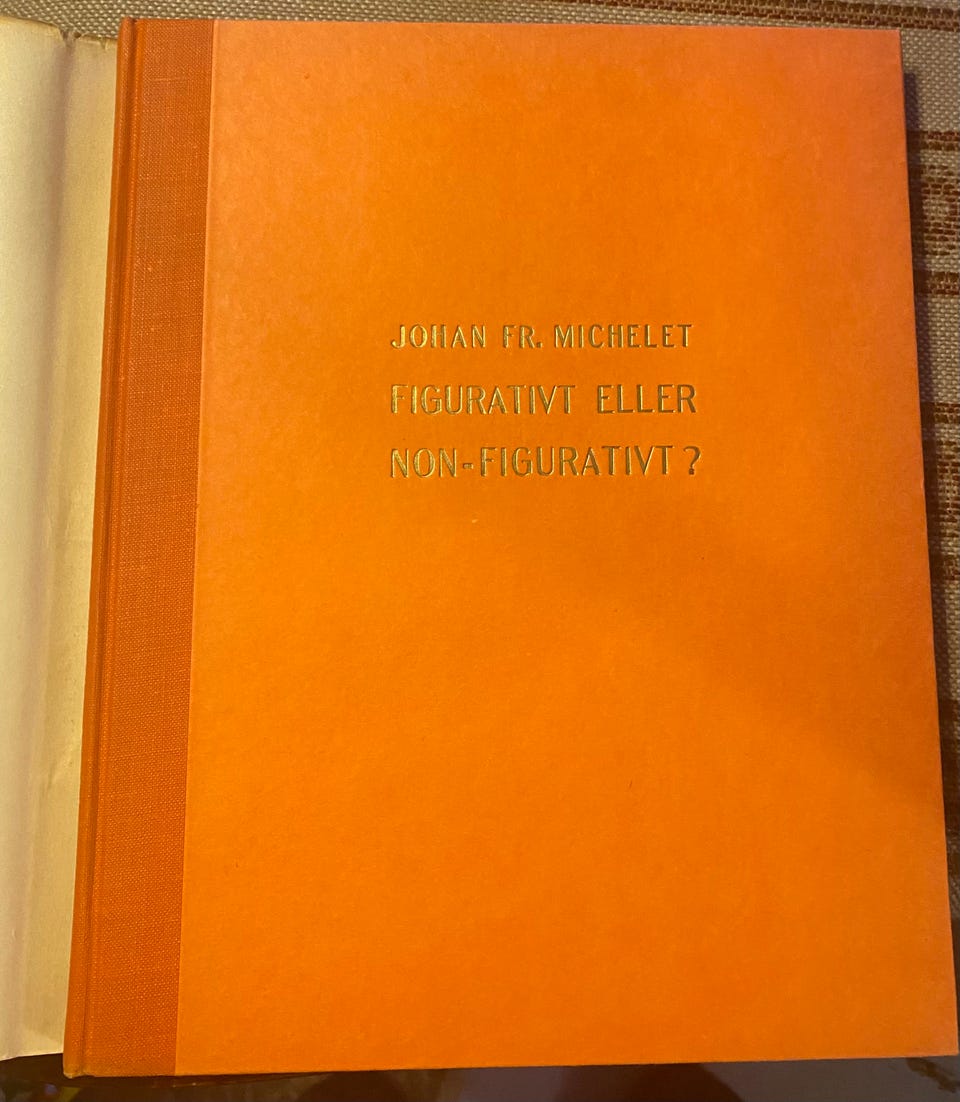 JOHAN FR. MICHELET
FIGURATIVT ELLER
NON-FIGURATIVT ?